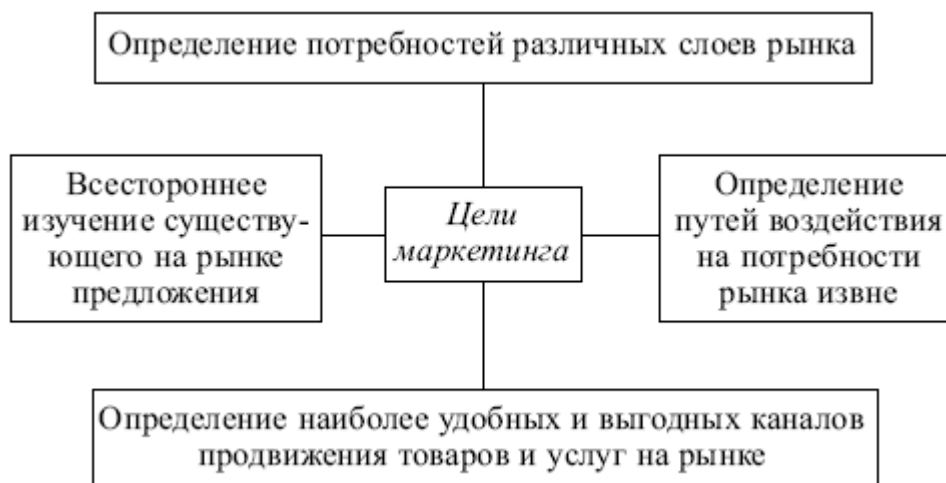 Определение потребностей различных слоев рынка
Всестороннее
изучение существу-
ющего на рынке
предложения
Цели
маркетинга
Определение
путей воздействия
на потребности
рынка извне
Определение наиболее удобных и выгодных каналов
продвижения товаров и услуг на рынке